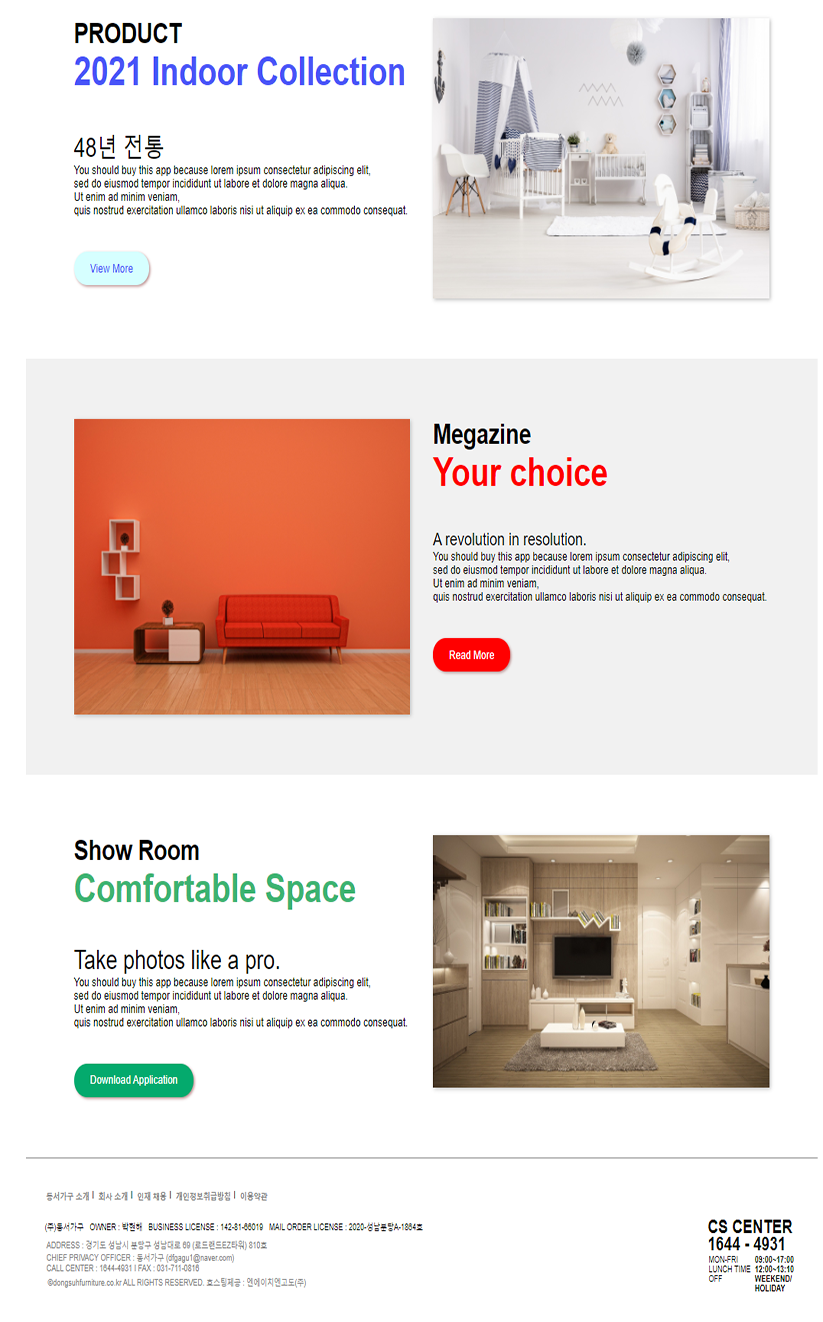 PRODUCT
2021 Indoor Collection
48년 전통
You should buy this app because lorem ipsum consectetur adipiscing elit,
sed do eiusmod tempor incididunt ut labore et dolore magna aliqua.
Ut enim ad minim veniam,
quis nostrud exercitation ullamco laboris nisi ut aliquip ex ea commodo consequat.
View More
Megazine
Your choice
A revolution in resolution.
You should buy this app because lorem ipsum consectetur adipiscing elit,
sed do eiusmod tempor incididunt ut labore et dolore magna aliqua.
Ut enim ad minim veniam,
quis nostrud exercitation ullamco laboris nisi ut aliquip ex ea commodo consequat.
Read More
Show Room
Comfortable Space
Take photos like a pro.
You should buy this app because lorem ipsum consectetur adipiscing elit,
sed do eiusmod tempor incididunt ut labore et dolore magna aliqua.
Ut enim ad minim veniam,
quis nostrud exercitation ullamco laboris nisi ut aliquip ex ea commodo consequat.
Download Application
동서가구 소개 l 회사 소개 l 인재 채용 l 개인정보취급방침 l 이용약관
(주)동서가구 OWNER : 박현하 BUSINESS LICENSE : 142-81-66019 MAIL ORDER LICENSE : 2020-성남분당A-1864호
ADDRESS : 경기도 성남시 분당구 성남대로 69 (로드랜드EZ타워) 810호
CHIEF PRIVACY OFFICER : 동서가구 (dfgagu1@naver.com)
CALL CENTER : 1644-4931 I FAX : 031-711-0816
©dongsuhfurniture.co.kr ALL RIGHTS RESERVED. 호스팅제공 : 엔에이치엔고도(주)
CS CENTER
1644 - 4931
MON-FRI 09:00~17:00
LUNCH TIME 12:00~13:10
OFF WEEKEND/
HOLIDAY